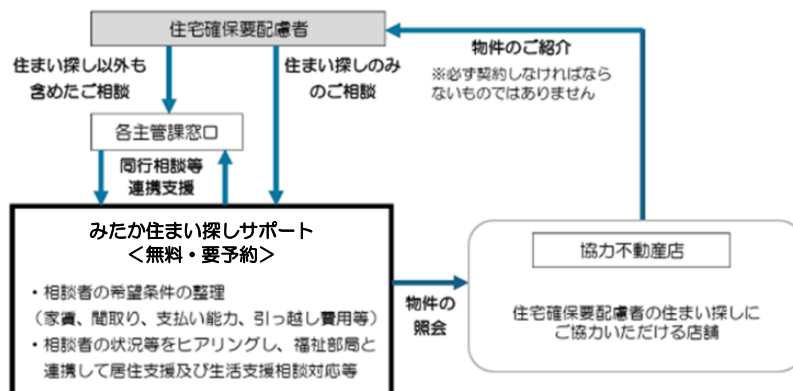 住宅確保要配慮者
住まい探し以外も
含めたご相談
住まい探しのみ
のご相談
物件のご紹介
※必ず契約しなければなら
ないものではありません
各主管課窓口
同行相談等
連携支援
みたか住まい探しサポート
＜無料・要予約＞
・相談者の希望条件の整理
（家賃、間取り、支払い能力、引っ越し費用等）
・相談者の状況等をヒアリングし、福祉部局と
連携して居住支援及び生活支援相談対応等
物件の
照会
協力不動産店
住宅確保要配慮者の住まい探しに
ご協力いただける店舗